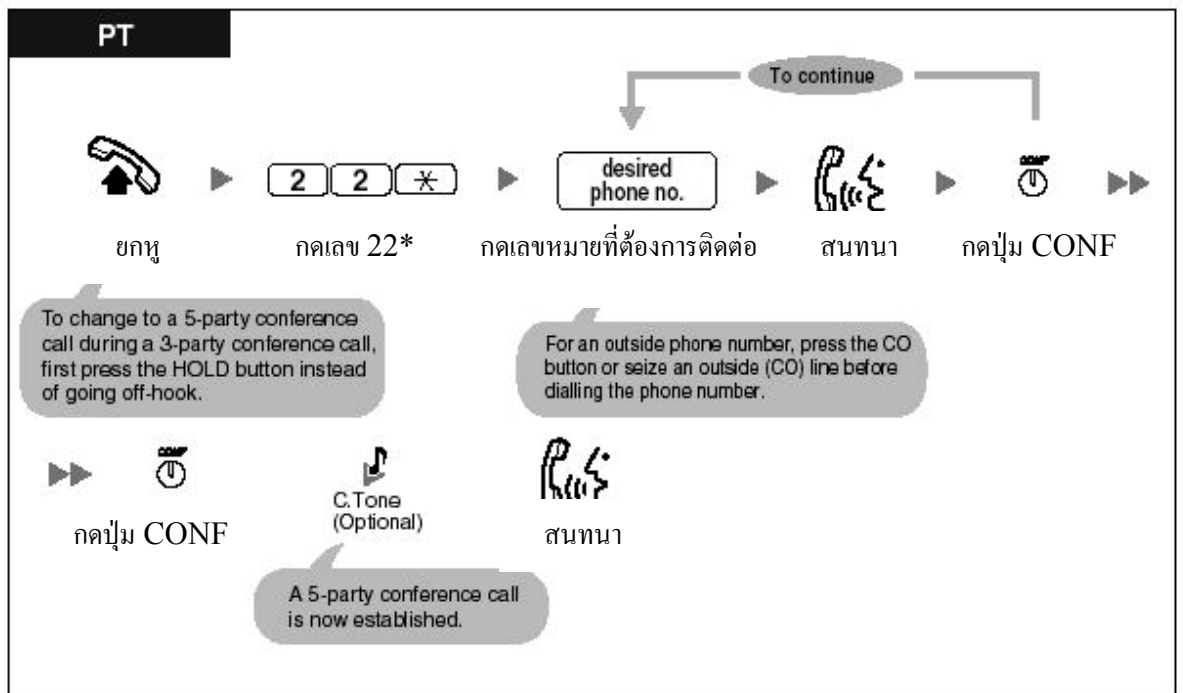 PT
To continue
2 2 *
desired
phone no.
CONF
ยกหู
กดเลข 22*
กดเลขหมายที่ต้องการติดต่อ
สนทนา
กดปุ่ม CONF
To change to a 5-party conference
call during a 3-party conference call,
first press the HOLD button instead
of going off-hook.
For an outside phone number, press the CO
button or seize an outside (CO) line before
dialling the phone number.
CONF
C.Tone
(Optional)
กดปุ่ม CONF
สนทนา
A 5-party conference call
is now established.